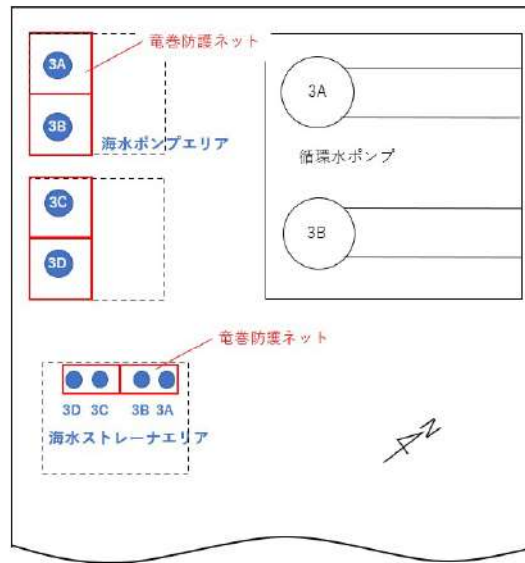 竜巻防護ネット
3A
3B
海水ポンプエリア
3C
3D
3A
循環水ポンプ
3B
竜巻防護ネット
3D 3C 3B 3A
海水ストレーナエリア
N